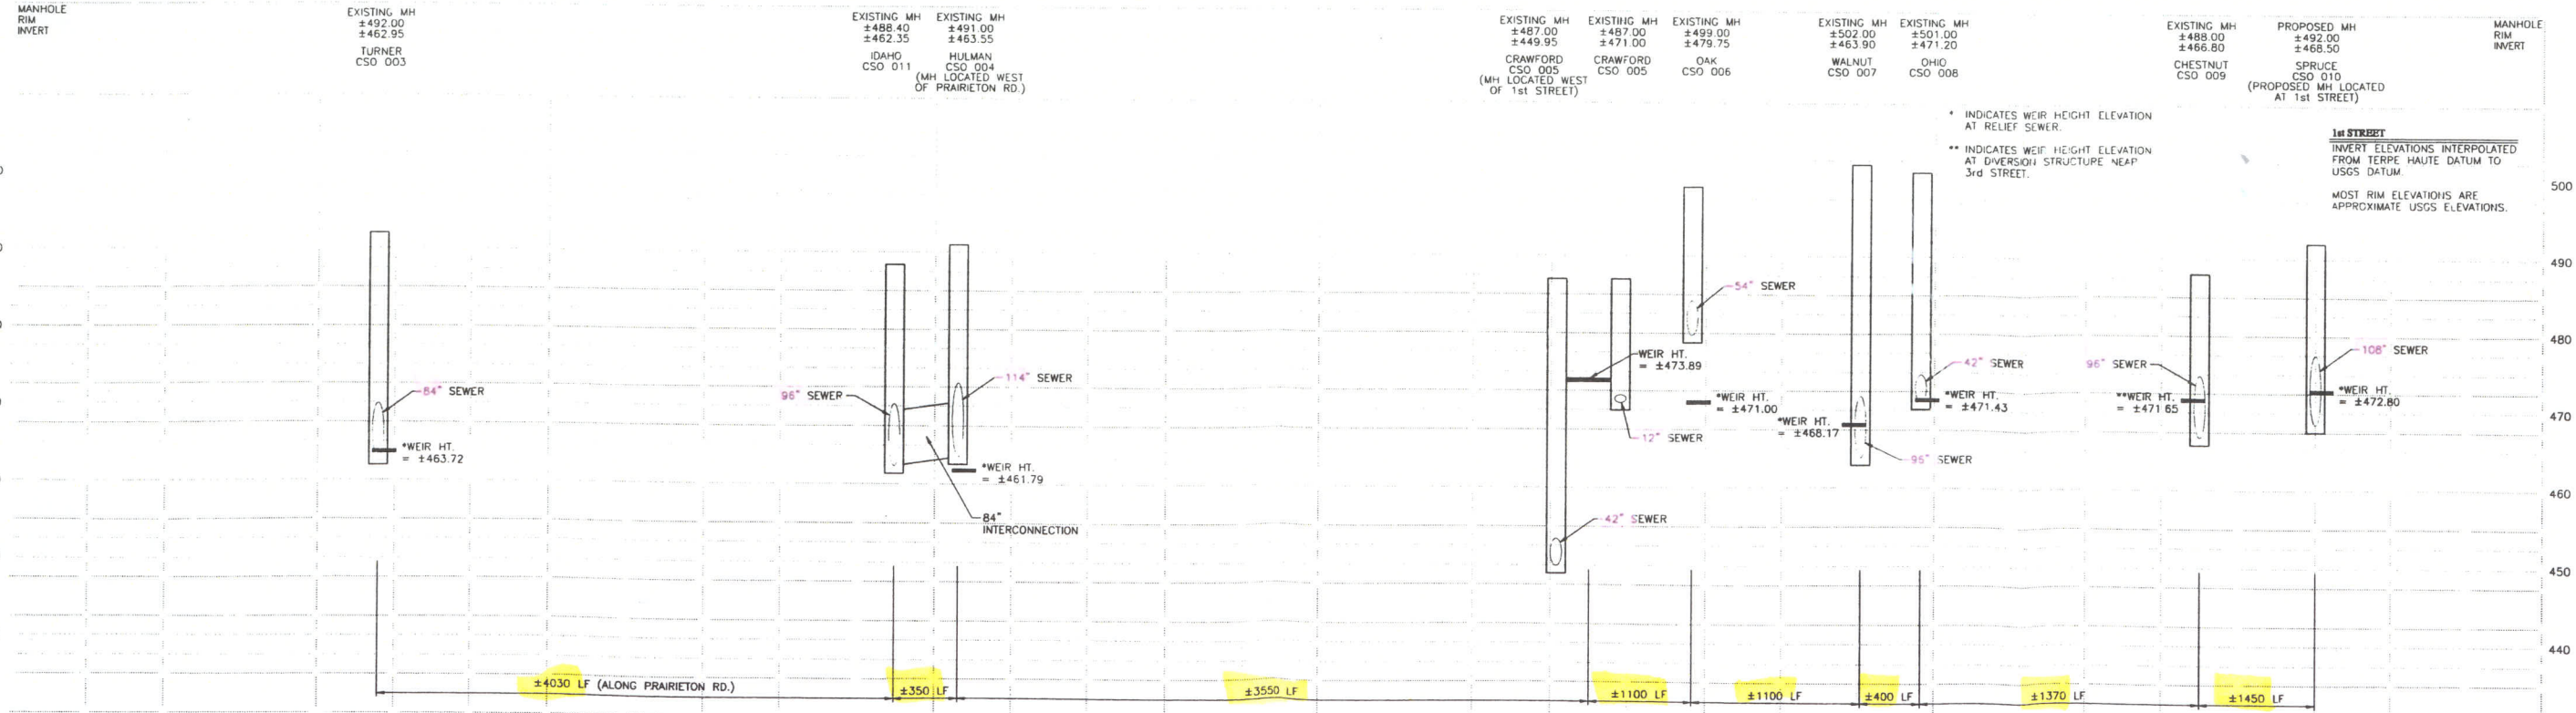 MANHOLE
RIM
INVERT
EXISTING MH
±492.00
±462.95
TURNER
CSO 003
EXISTING MH
±488.40
±462.35
IDAHO
CSO 011
EXISTING MH
±491.00
±463.55
HULMAN
CSO 004
(MH LOCATED WEST
OF PRAIRIETON RD.)
EXISTING MH
±487.00
±449.95
CRAWFORD
CSO 005
(MH LOCATED WEST
OF 1st STREET)
EXISTING MH
±487.00
±471.00
CRAWFORD
CSO 005
EXISTING MH
±499.00
±479.75
OAK
CSO 006
EXISTING MH
±502.00
±463.90
WALNUT
CSO 007
EXISTING MH
±501.00
±471.20
OHIO
CSO 008
EXISTING MH
±488.00
±466.80
CHESTNUT
CSO 009
PROPOSED MH
±492.00
±468.50
SPRUCE
CSO 010
(PROPOSED MH LOCATED
AT 1st STREET)
MANHOLE
RIM
INVERT
* INDICATES WEIR HEIGHT ELEVATION
AT RELIEF SEWER.
** INDICATES WEIR HEIGHT ELEVATION
AT DIVERSION STRUCTURE NEAR
3rd STREET.
1st STREET
INVERT ELEVATIONS INTERPOLATED
FROM TERRE HAUTE DATUM TO
USGS DATUM.
MOST RIM ELEVATIONS ARE
APPROXIMATE USGS ELEVATIONS.
500
490
480
470
460
450
440
84" SEWER
*WEIR HT.
= ±463.72
96" SEWER
114" SEWER
*WEIR HT.
= ±461.79
84"
INTERCONNECTION
WEIR HT.
= ±473.89
12" SEWER
42" SEWER
54" SEWER
*WEIR HT.
= ±471.00
*WEIR HT.
= ±468.17
96" SEWER
42" SEWER
*WEIR HT.
= ±471.43
96" SEWER
**WEIR HT.
= ±471.65
108" SEWER
*WEIR HT.
= ±472.80
±4030 LF (ALONG PRAIRIETON RD.)
±350 LF
±3550 LF
±1100 LF
±1100 LF
±400 LF
±1370 LF
±1450 LF